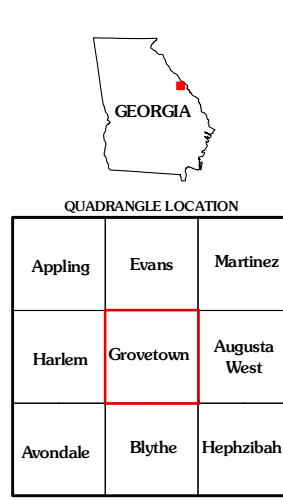 GEORGIA
QUADRANGLE LOCATION
Appling Evans Martinez
Harlem Grovetown Augusta
West
Avondale Blythe Hephzibah